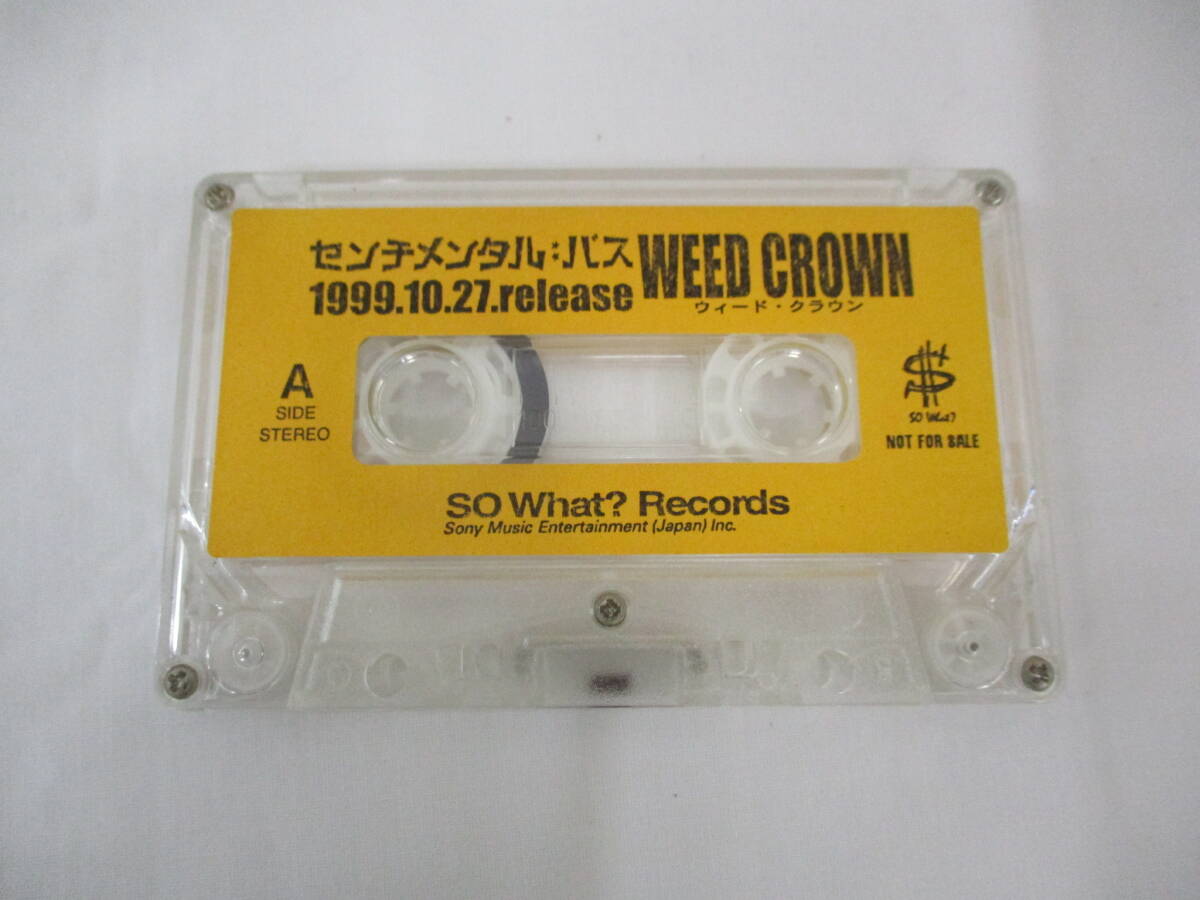 センチメンタル:バス
1999.10.27.release
WEED CROWN
ウィード・クラウン
A
SIDE
STEREO
$
SO What?
NOT FOR SALE
SO What? Records
Sony Music Entertainment (Japan) Inc.